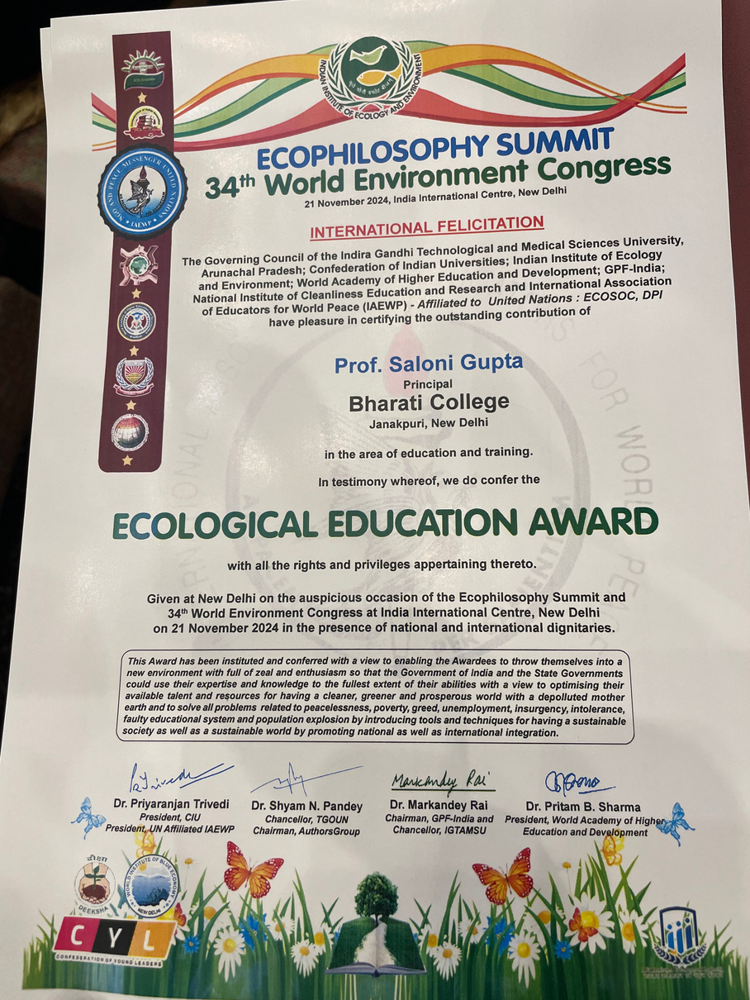 INDIAN INSTITUTE OF ECOLOGY AND ENVIRONMENT
ECOPHILOSOPHY SUMMIT
34th World Environment Congress
21 November 2024, India International Centre, New Delhi
NGO AND PEACE MESSENGER UNITED NATIONS
IAEWP
INTERNATIONAL FELICITATION
The Governing Council of the Indira Gandhi Technological and Medical Sciences University,
Arunachal Pradesh; Confederation of Indian Universities; Indian Institute of Ecology
and Environment; World Academy of Higher Education and Development; GPF-India;
National Institute of Cleanliness Education and Research and International Association
of Educators for World Peace (IAEWP) - Affiliated to United Nations : ECOSOC, DPI
have pleasure in certifying the outstanding contribution of
Prof. Saloni Gupta
Principal
Bharati College
Janakpuri, New Delhi
in the area of education and training.
In testimony whereof, we do confer the
ECOLOGICAL EDUCATION AWARD
with all the rights and privileges appertaining thereto.
Given at New Delhi on the auspicious occasion of the Ecophilosophy Summit and
34th World Environment Congress at India International Centre, New Delhi
on 21 November 2024 in the presence of national and international dignitaries.
This Award has been instituted and conferred with a view to enabling the Awardees to throw themselves into a
new environment with full of zeal and enthusiasm so that the Government of India and the State Governments
could use their expertise and knowledge to the fullest extent of their abilities with a view to optimising their
available talent and resources for having a cleaner, greener and prosperous world with a depolluted mother
earth and to solve all problems related to peacelessness, poverty, greed, unemployment, insurgency, intolerance,
faulty educational system and population explosion by introducing tools and techniques for having a sustainable
society as well as a sustainable world by promoting national as well as international integration.
Markandey Rai
Dr. Priyaranjan Trivedi
President, CIU
President, UN Affiliated IAEWP
Dr. Shyam N. Pandey
Chancellor, TGOUN
Chairman, AuthorsGroup
Dr. Markandey Rai
Chairman, GPF-India and
Chancellor, IGTAMSU
Dr. Pritam B. Sharma
President, World Academy of Higher
Education and Development
दीक्षा
DEEKSHA
WORLD INSTITUTE OF BLUE ECONOMY
NEW DELHI
CYL
CONFEDERATION OF YOUNG LEADERS